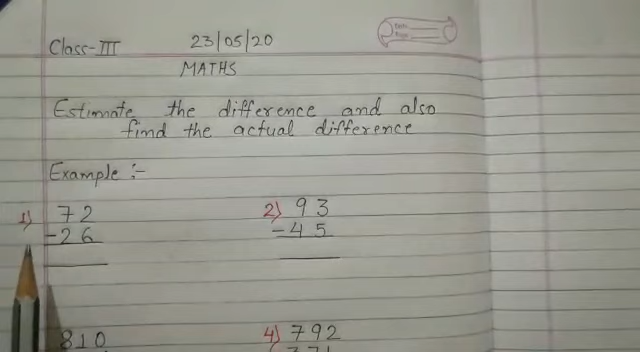 Class-III 23/05/20
MATHS
Estimate the difference and also
find the actual difference
Example :-
1) 72 2) 93
-26 -45
810 4) 792